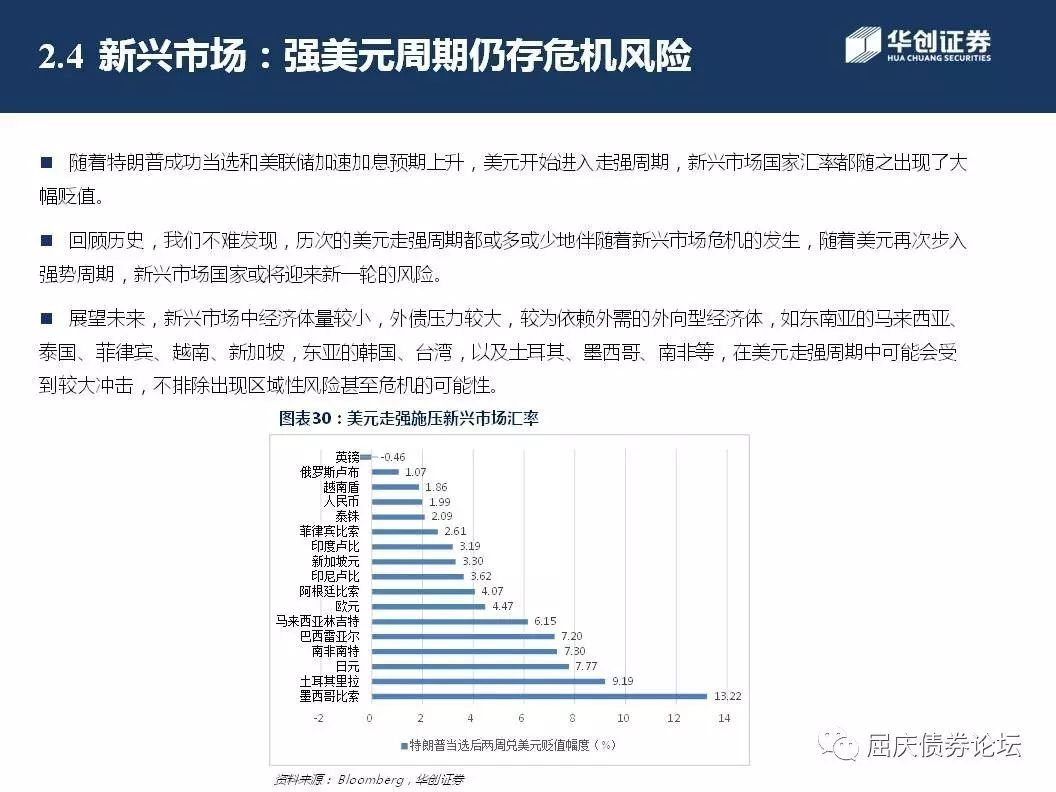 2.4 新兴市场：强美元周期仍存危机风险
华创证券
HUA CHUANG SECURITIES
■ 随着特朗普成功当选和美联储加速加息预期上升，美元开始进入走强周期，新兴市场国家汇率都随之出现了大
幅贬值。
■ 回顾历史，我们不难发现，历次的美元走强周期都或多或少地伴随着新兴市场危机的发生，随着美元再次步入
强势周期，新兴市场国家或将迎来新一轮的风险。
■ 展望未来，新兴市场中经济体量较小，外债压力较大，较为依赖外需的外向型经济体，如东南亚的马来西亚、
泰国、菲律宾、越南、新加坡，东亚的韩国、台湾，以及土耳其、墨西哥、南非等，在美元走强周期中可能会受
到较大冲击，不排除出现区域性风险甚至危机的可能性。
图表30：美元走强施压新兴市场汇率
英镑 -0.46
俄罗斯卢布 1.07
越南盾 1.86
人民币 1.99
泰铢 2.09
菲律宾比索 2.61
印度卢比 3.19
新加坡元 3.30
印尼卢比 3.62
阿根廷比索 4.07
欧元 4.47
马来西亚林吉特 6.15
巴西雷亚尔 7.20
南非南特 7.30
日元 7.77
土耳其里拉 9.19
墨西哥比索 13.22
-2 0 2 4 6 8 10 12 14
■特朗普当选后两周兑美元贬值幅度（%）
资料来源：Bloomberg，华创证券
屈庆债券论坛